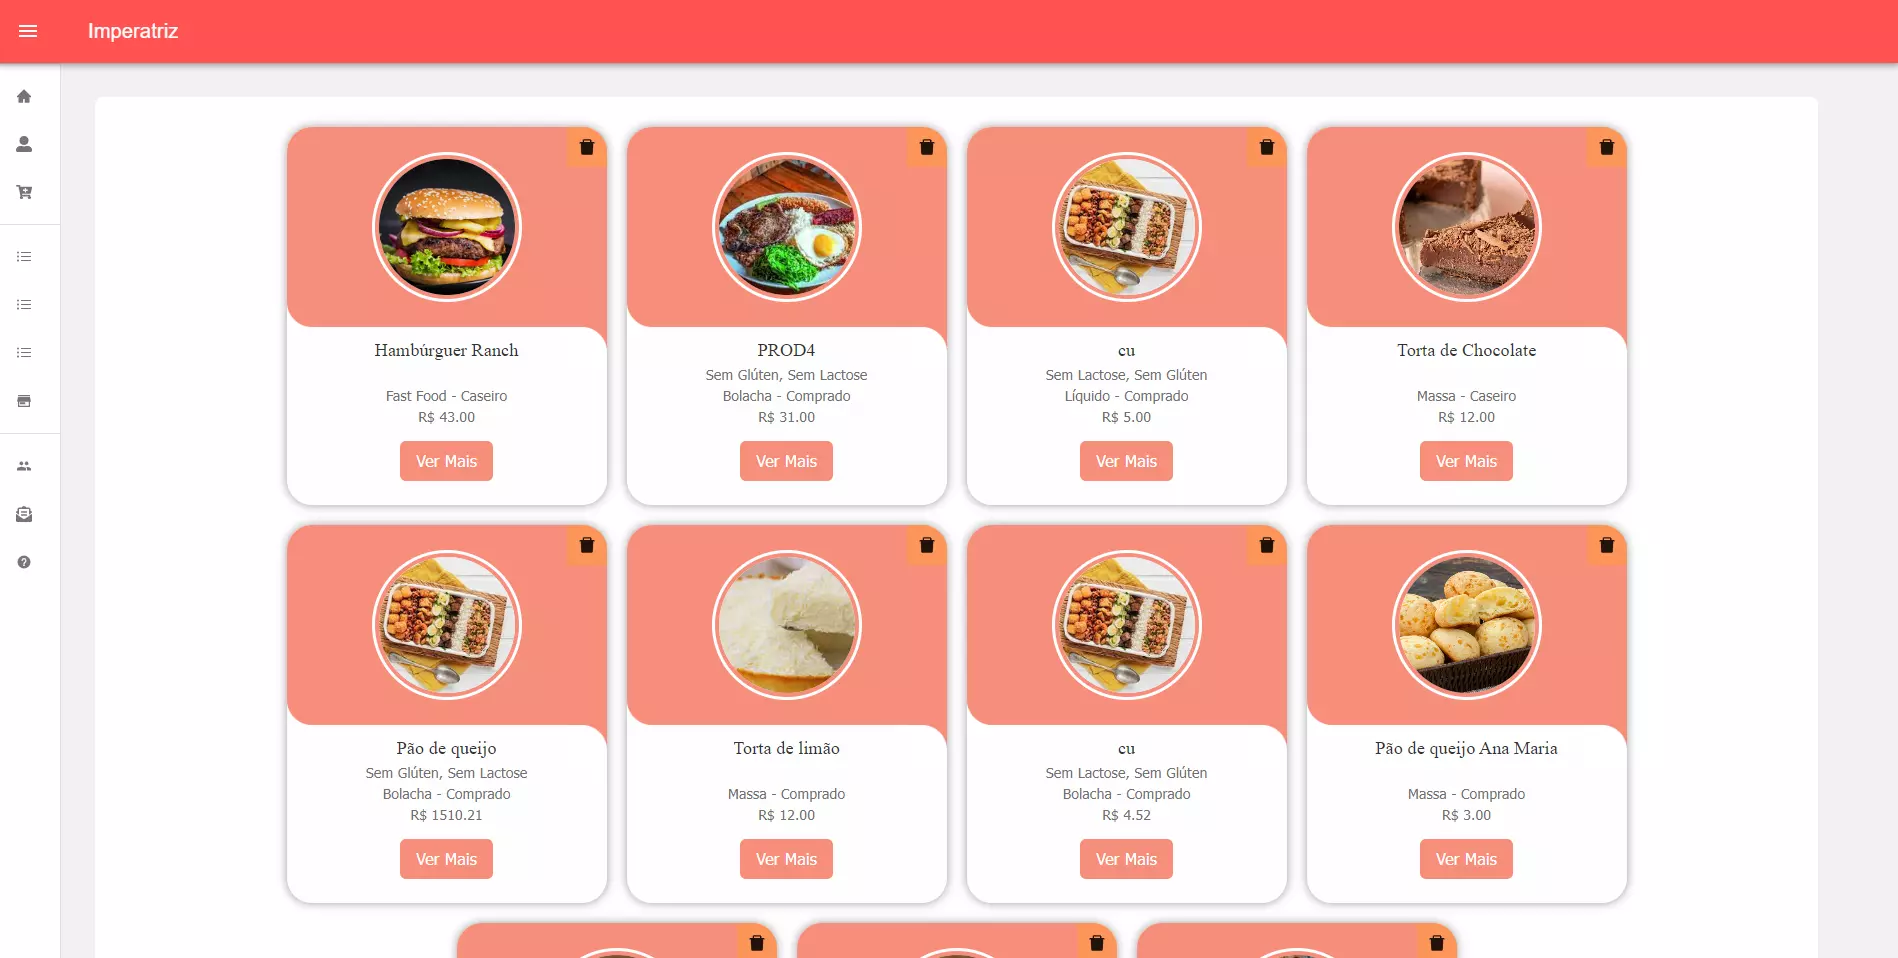 Imperatriz
Hambúrguer Ranch
Fast Food - Caseiro
R$ 43.00
Ver Mais
PROD4
Sem Glúten, Sem Lactose
Bolacha - Comprado
R$ 31.00
Ver Mais
cu
Sem Lactose, Sem Glúten
Líquido - Comprado
R$ 5.00
Ver Mais
Torta de Chocolate
Massa - Caseiro
R$ 12.00
Ver Mais
Pão de queijo
Sem Glúten, Sem Lactose
Bolacha - Comprado
R$ 1510.21
Ver Mais
Torta de limão
Massa - Comprado
R$ 12.00
Ver Mais
cu
Sem Lactose, Sem Glúten
Bolacha - Comprado
R$ 4.52
Ver Mais
Pão de queijo Ana Maria
Massa - Comprado
R$ 3.00
Ver Mais